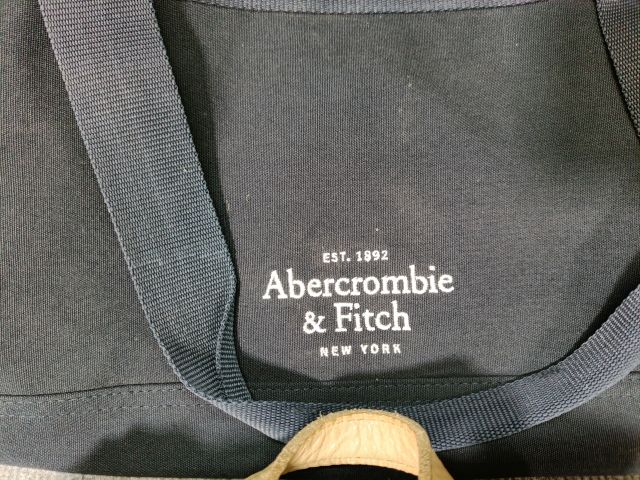 EST. 1892
Abercrombie
& Fitch
NEW YORK